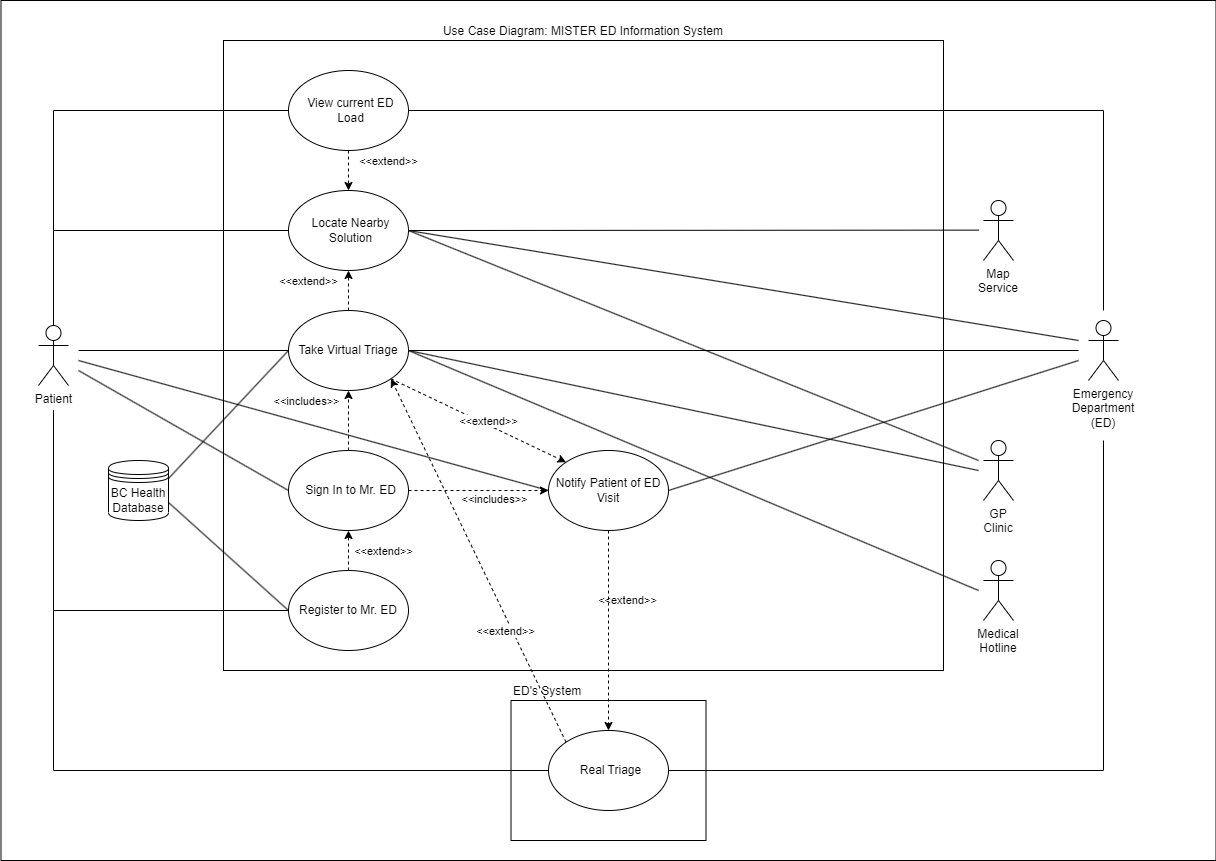 Use Case Diagram: MISTER ED Information System
View current ED
Load
<<extend>>
Locate Nearby
Solution
<<extend>>
Map
Service
Take Virtual Triage
Patient
Emergency
Department
(ED)
<<includes>>
<<extend>>
BC Health
Database
Sign In to Mr. ED
<<includes>>
Notify Patient of ED
Visit
GP
Clinic
<<extend>>
Register to Mr. ED
<<extend>>
<<extend>>
Medical
Hotline
ED's System
Real Triage